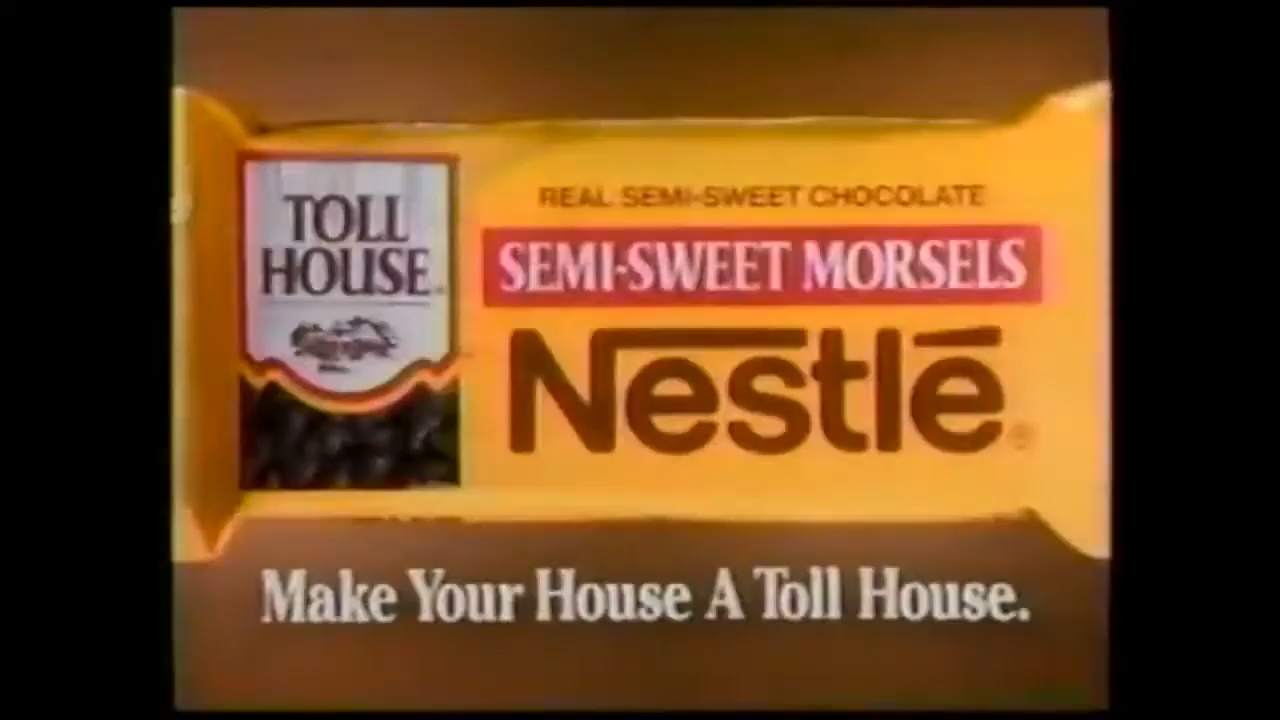 TOLL
HOUSE
REAL SEMI-SWEET CHOCOLATE
SEMI-SWEET MORSELS
Nestlé®
Make Your House A Toll House.